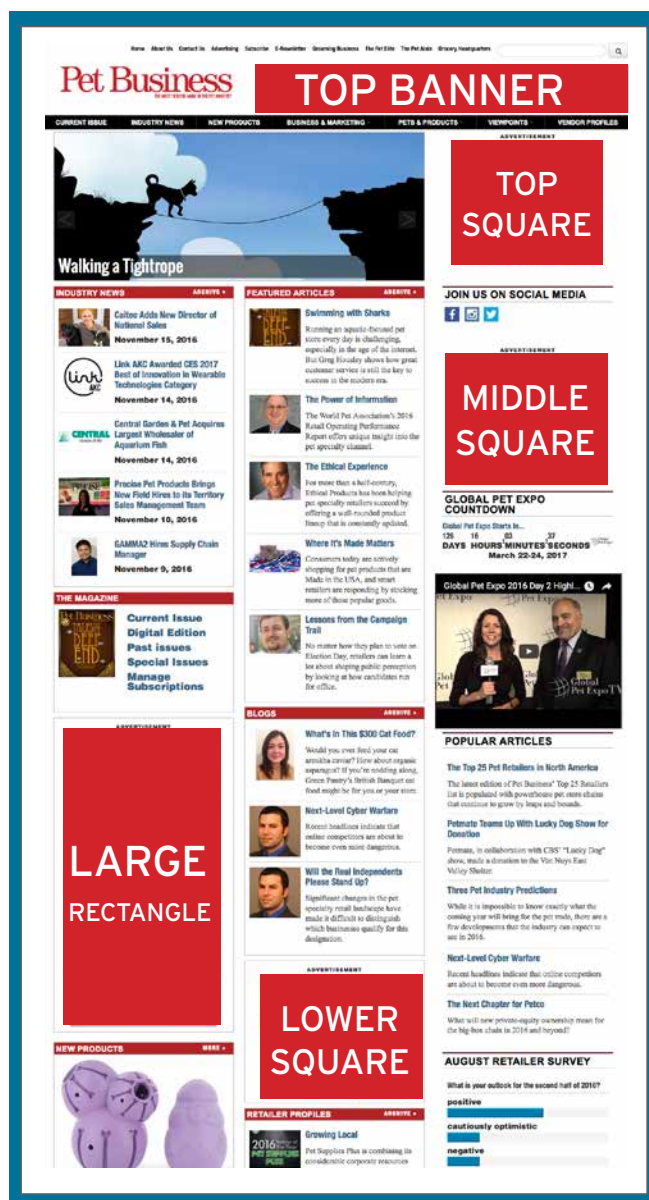 Home About Us Contact Us Advertising Subscribe E-Newsletter Grooming Business The Pet Elite The Pet Aisle Grocery Headquarters
Pet Business
TOP BANNER
CURRENT ISSUE INDUSTRY NEWS NEW PRODUCTS BUSINESS & MARKETING PETS & PRODUCTS VIEWPOINTS VENDOR PROFILES
Walking a Tightrope
INDUSTRY NEWS ARCHIVE
Caitec Adds New Director of
National Sales
November 15, 2016
Link AKC
Link AKC Awarded CES 2017
Best of Innovation in Wearable
Technologies Category
November 14, 2016
CENTRAL
Central Garden & Pet Acquires
Largest Wholesaler of
Aquarium Fish
November 14, 2016
Precise Pet Products Brings
New Field Hires to its Territory
Sales Management Team
November 10, 2016
GAMMA2 Hires Supply Chain
Manager
November 9, 2016
THE MAGAZINE
Pet Business
Current Issue
Digital Edition
Past issues
Special Issues
Manage
Subscriptions
ADVERTISEMENT
LARGE
RECTANGLE
NEW PRODUCTS MORE
FEATURED ARTICLES ARCHIVE
Swimming with Sharks
Running an aquatic-focused pet
store every day is challenging,
especially in the age of the internet.
But Greg Housley shows how great
customer service is still the key to
success in the modern era.
The Power of Information
The World Pet Association's 2016
Retail Operating Performance
Report offers unique insight into the
pet specialty channel.
The Ethical Experience
For more than a half-century,
Ethical Products has been helping
pet specialty retailers succeed by
offering a well-rounded product
lineup that is constantly updated.
Where It's Made Matters
Consumers today are actively
shopping for pet products that are
Made in the USA, and smart
retailers are responding by stocking
more of those popular goods.
Lessons from the Campaign
Trail
No matter how they plan to vote on
Election Day, retailers can learn a
lot about shaping public perception
by looking at how candidates run
for office.
BLOGS ARCHIVE
What's In This $300 Cat Food?
Would you ever feed your cat
armikha caviar? How about organic
asparagus? If you're nodding along,
Green Pantry's British Banquet cat
food might be for you or your store.
Next-Level Cyber Warfare
Recent headlines indicate that
online competitors are about to
become even more dangerous.
Will the Real Independents
Please Stand Up?
Significant changes in the pet
specialty retail landscape have
made it difficult to distinguish
which businesses qualify for this
designation.
ADVERTISEMENT
LOWER
SQUARE
RETAILER PROFILES ARCHIVE
2016
PET SUPPLIES
PLUS
Growing Local
Pet Supplies Plus is combining its
considerable corporate resources
ADVERTISEMENT
TOP
SQUARE
JOIN US ON SOCIAL MEDIA
ADVERTISEMENT
MIDDLE
SQUARE
GLOBAL PET EXPO
COUNTDOWN
Global Pet Expo Starts in...
126 16 03 37
DAYS HOURS MINUTES SECONDS
March 22-24, 2017
Global Pet Expo 2016 Day 2 Highl...
Global
Pet Expo TV
POPULAR ARTICLES
The Top 25 Pet Retailers in North America
The latest edition of Pet Business' Top 25 Retailers
list is populated with powerhouse pet store chains
that continue to grow by leaps and bounds.
Petmate Teams Up With Lucky Dog Show for
Donation
Petmate, in collaboration with CBS' "Lucky Dog"
show, made a donation to the Van Nuys East
Valley Shelter.
Three Pet Industry Predictions
While it is impossible to know exactly what the
coming year will bring for the pet trade, there are a
few developments that the industry can expect to
see in 2016.
Next-Level Cyber Warfare
Recent headlines indicate that online competitors
are about to become even more dangerous.
The Next Chapter for Petco
What will new private-equity ownership mean for
the big-box chain in 2016 and beyond?
AUGUST RETAILER SURVEY
What is your outlook for the second half of 2010?
positive
cautiously optimistic
negative